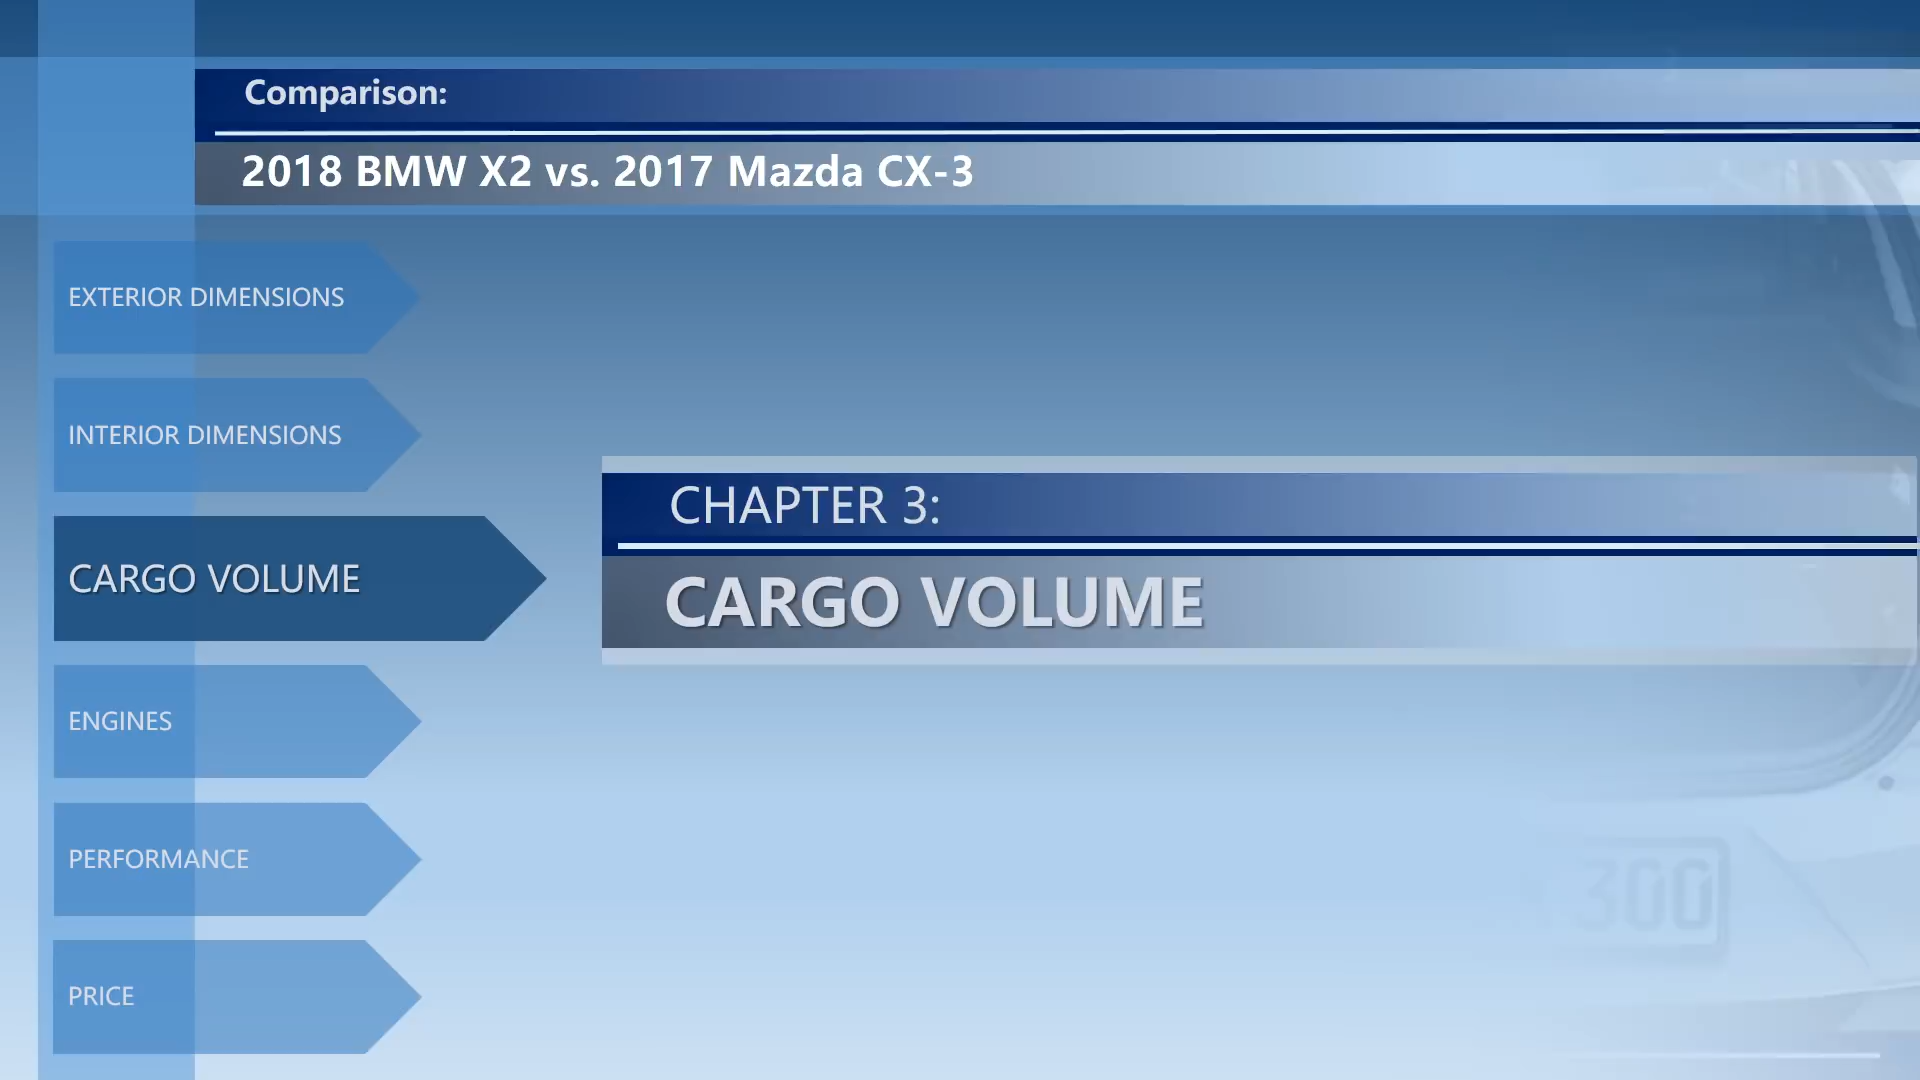 Comparison:
2018 BMW X2 vs. 2017 Mazda CX-3
EXTERIOR DIMENSIONS
INTERIOR DIMENSIONS
CARGO VOLUME
ENGINES
PERFORMANCE
PRICE
CHAPTER 3:
CARGO VOLUME
300